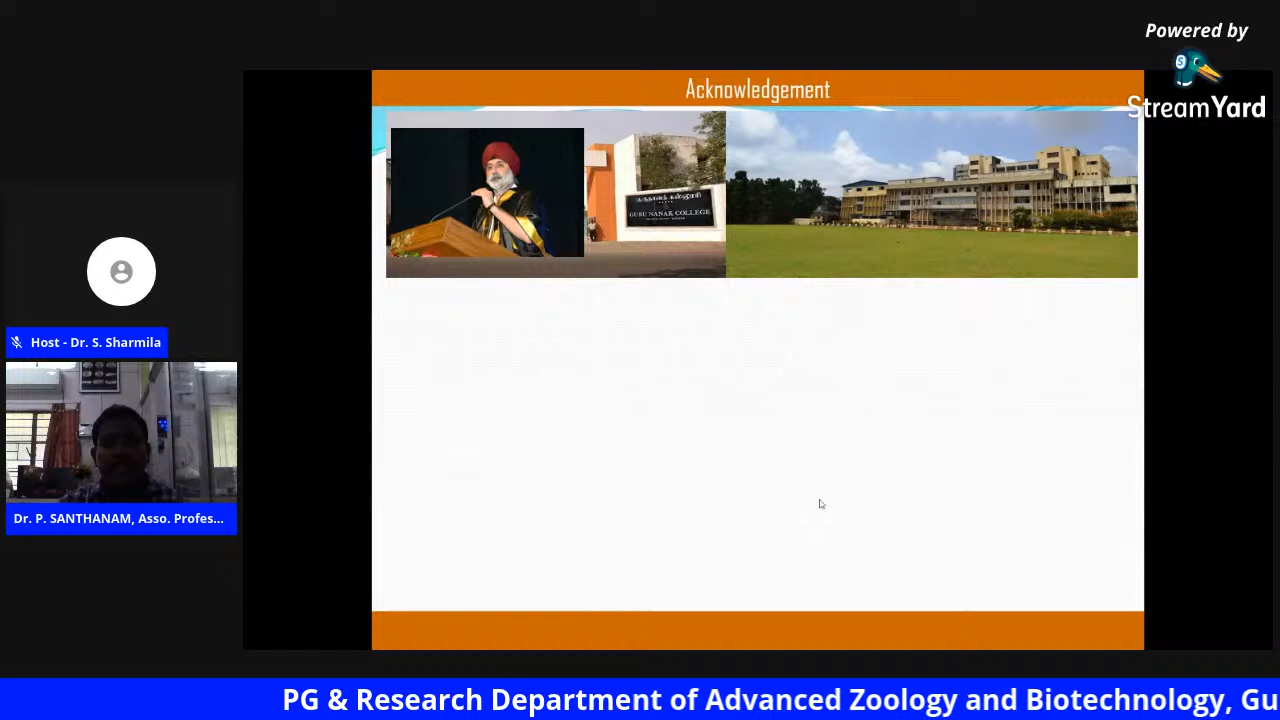 Powered by
StreamYard
Acknowledgement
GURU NANAK COLLEGE
Host - Dr. S. Sharmila
Dr. P. SANTHANAM, Asso. Profes...
PG & Research Department of Advanced Zoology and Biotechnology, Gu